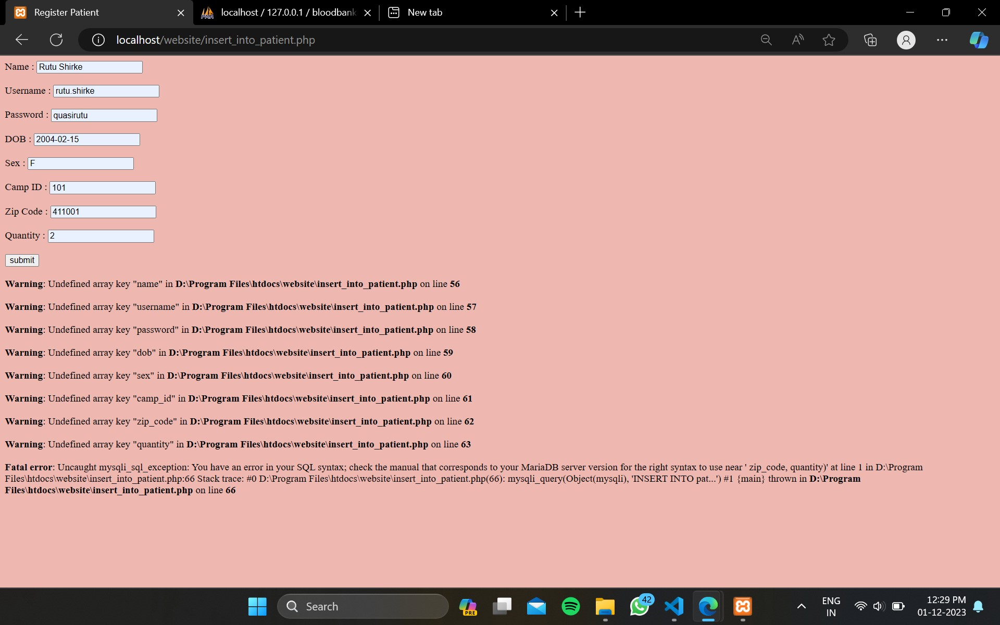 Register Patient
localhost / 127.0.0.1 / bloodbank
New tab
localhost/website/insert_into_patient.php
Name : Rutu Shirke
Username : rutu.shirke
Password : quasirutu
DOB : 2004-02-15
Sex : F
Camp ID : 101
Zip Code : 411001
Quantity : 2
submit
Warning: Undefined array key "name" in D:\Program Files\htdocs\website\insert_into_patient.php on line 56
Warning: Undefined array key "username" in D:\Program Files\htdocs\website\insert_into_patient.php on line 57
Warning: Undefined array key "password" in D:\Program Files\htdocs\website\insert_into_patient.php on line 58
Warning: Undefined array key "dob" in D:\Program Files\htdocs\website\insert_into_patient.php on line 59
Warning: Undefined array key "sex" in D:\Program Files\htdocs\website\insert_into_patient.php on line 60
Warning: Undefined array key "camp_id" in D:\Program Files\htdocs\website\insert_into_patient.php on line 61
Warning: Undefined array key "zip_code" in D:\Program Files\htdocs\website\insert_into_patient.php on line 62
Warning: Undefined array key "quantity" in D:\Program Files\htdocs\website\insert_into_patient.php on line 63
Fatal error: Uncaught mysqli_sql_exception: You have an error in your SQL syntax; check the manual that corresponds to your MariaDB server version for the right syntax to use near ' zip_code, quantity)' at line 1 in D:\Program
Files\htdocs\website\insert_into_patient.php:66 Stack trace: #0 D:\Program Files\htdocs\website\insert_into_patient.php(66): mysqli_query(Object(mysqli), 'INSERT INTO pat...') #1 {main} thrown in D:\Program
Files\htdocs\website\insert_into_patient.php on line 66
Search
PRE
42
ENG
IN
12:29 PM
01-12-2023